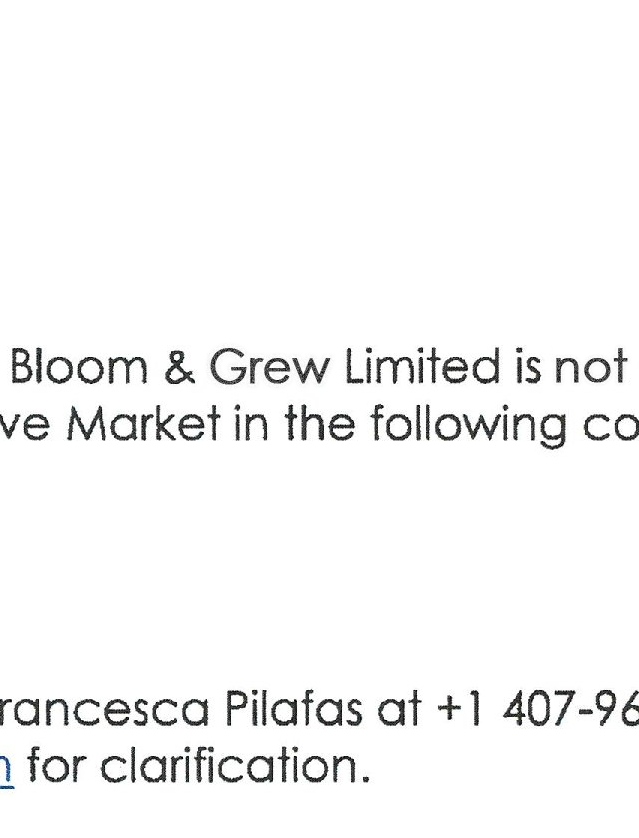 Bloom & Grew Limited is not
ve Market in the following co
rancesca Pilafas at +1 407-96
n for clarification.